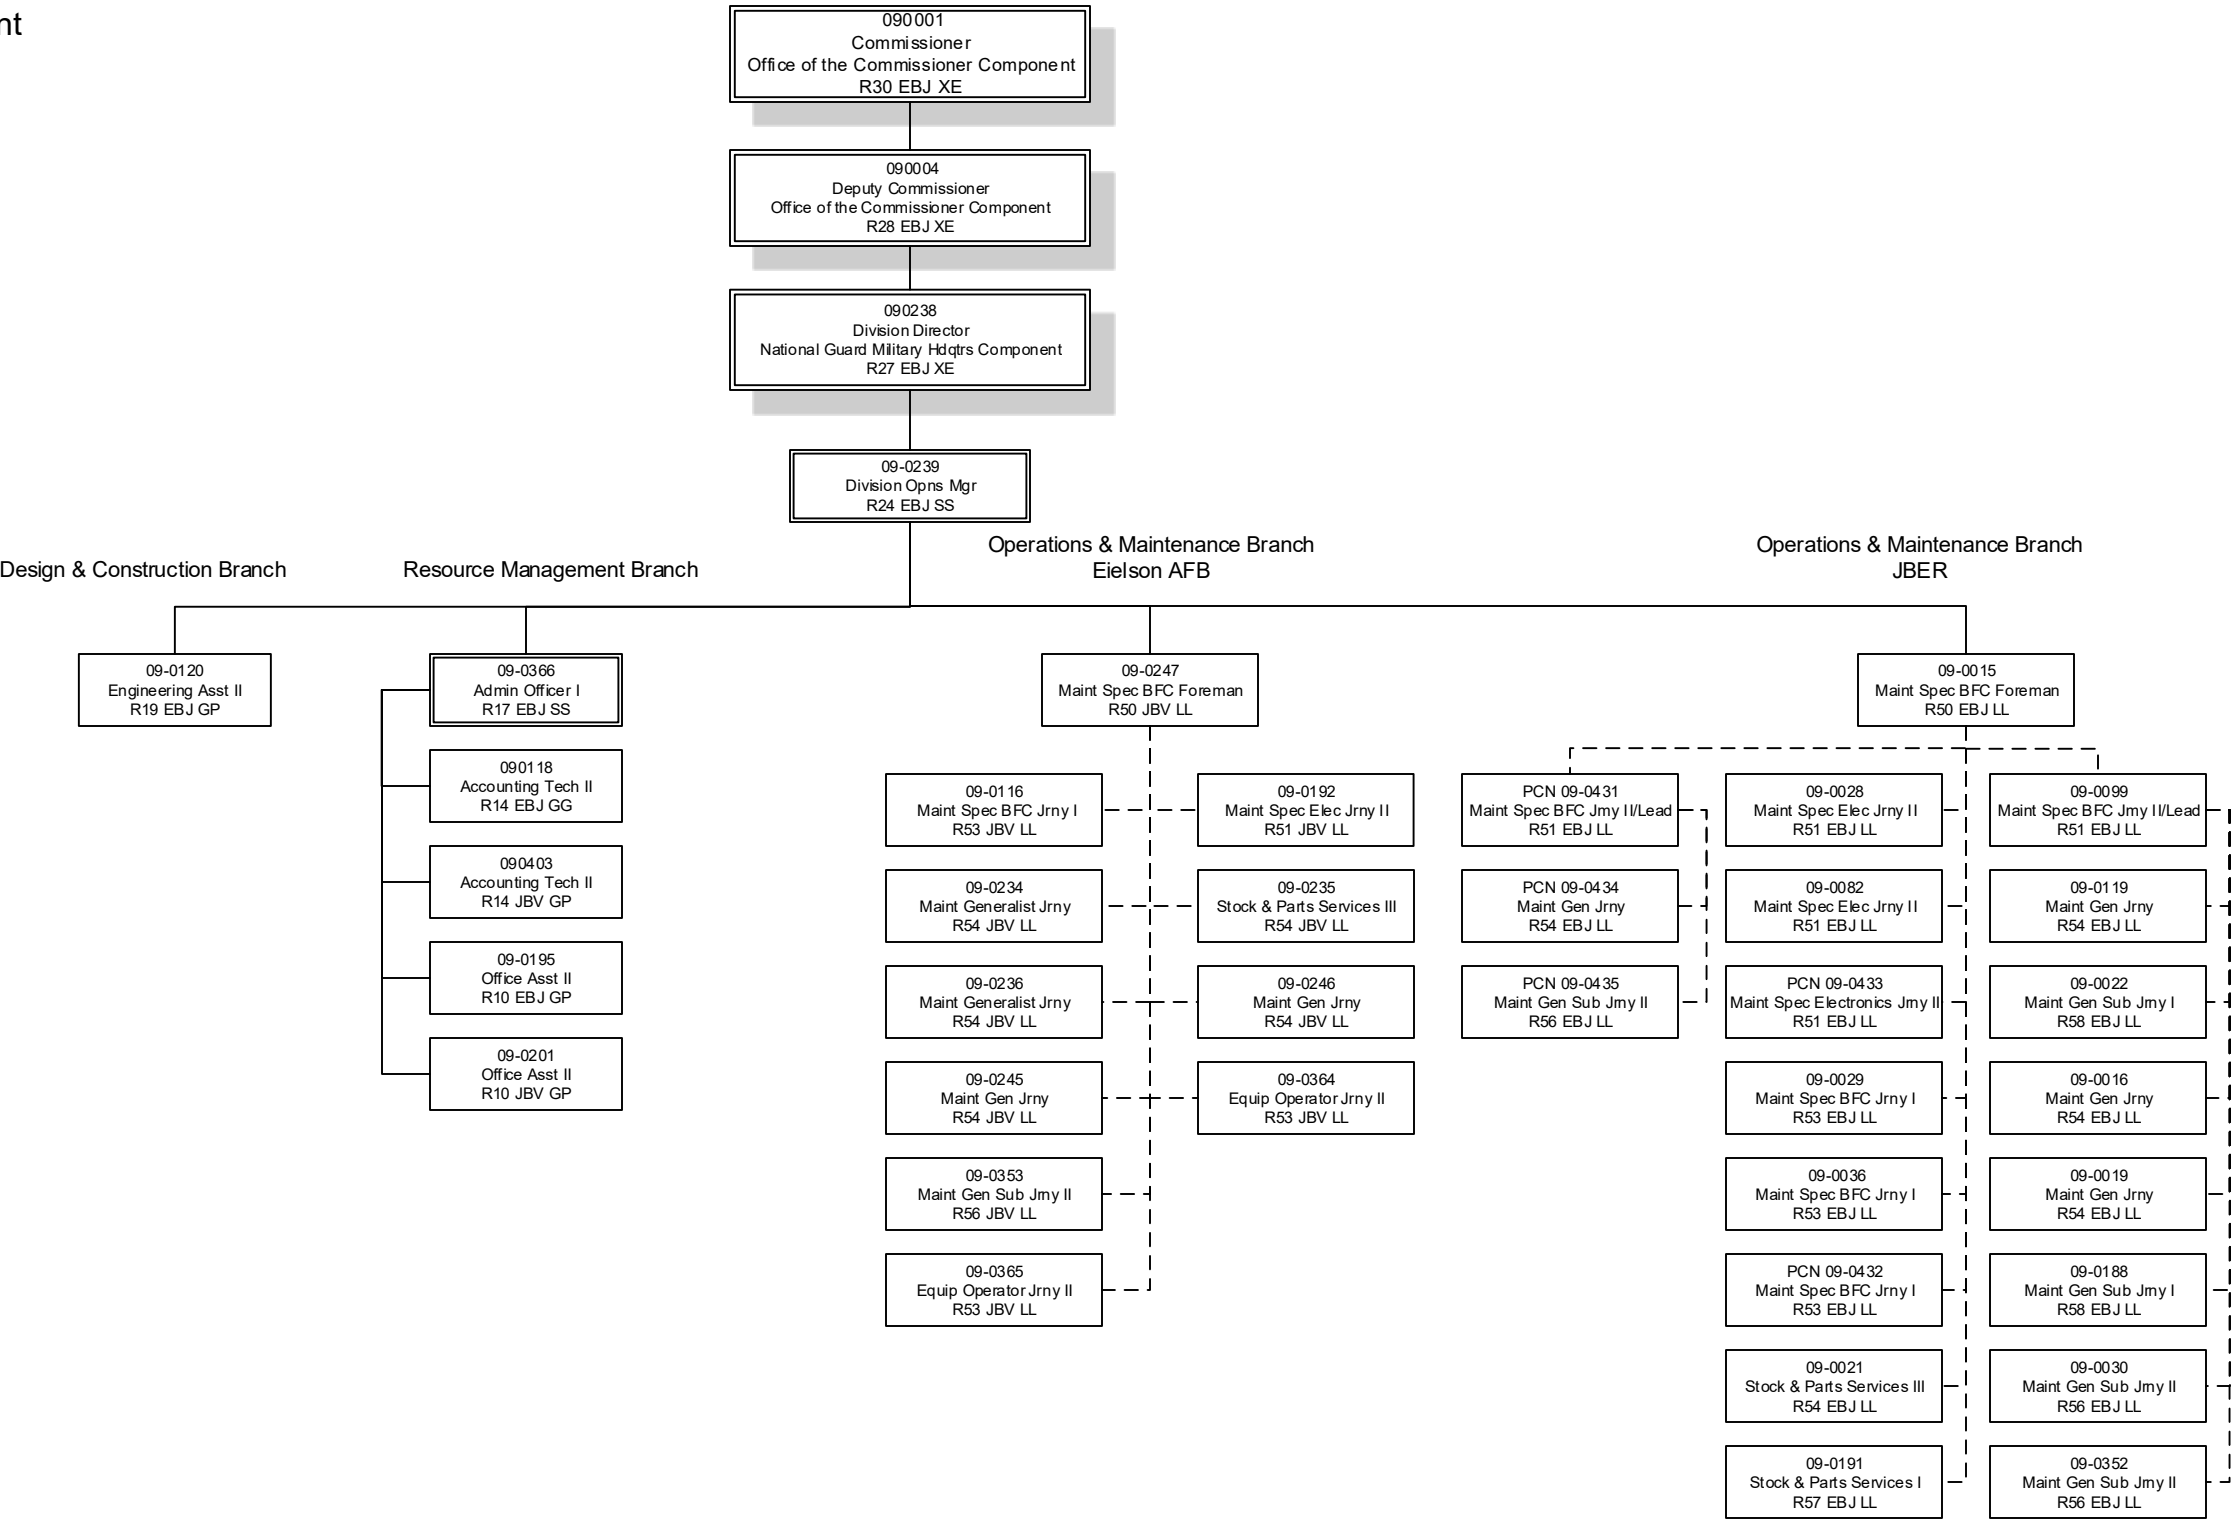 nt
090001
Commissioner
Office of the Commissioner Component
R30 EBJ XE
090004
Deputy Commissioner
Office of the Commissioner Component
R28 EBJ XE
090238
Division Director
National Guard Military Hdqtrs Component
R27 EBJ XE
09-0239
Division Opns Mgr
R24 EBJ SS
Design & Construction Branch
09-0120
Engineering Asst II
R19 EBJ GP
Resource Management Branch
09-0366
Admin Officer I
R17 EBJ SS
090118
Accounting Tech II
R14 EBJ GG
090403
Accounting Tech II
R14 JBV GP
09-0195
Office Asst II
R10 EBJ GP
09-0201
Office Asst II
R10 JBV GP
Operations & Maintenance Branch
Eielson AFB
09-0247
Maint Spec BFC Foreman
R50 JBV LL
09-0116
Maint Spec BFC Jrny I
R53 JBV LL
09-0234
Maint Generalist Jrny
R54 JBV LL
09-0236
Maint Generalist Jrny
R54 JBV LL
09-0245
Maint Gen Jrny
R54 JBV LL
09-0353
Maint Gen Sub Jrny II
R56 JBV LL
09-0365
Equip Operator Jrny II
R53 JBV LL
09-0192
Maint Spec Elec Jrny II
R51 JBV LL
09-0235
Stock & Parts Services III
R54 JBV LL
09-0246
Maint Gen Jrny
R54 JBV LL
09-0364
Equip Operator Jrny II
R53 JBV LL
Operations & Maintenance Branch
JBER
09-0015
Maint Spec BFC Foreman
R50 EBJ LL
PCN 09-0431
Maint Spec BFC Jrny II/Lead
R51 EBJ LL
PCN 09-0434
Maint Gen Jrny
R54 EBJ LL
PCN 09-0435
Maint Gen Sub Jrny II
R56 EBJ LL
09-0028
Maint Spec Elec Jrny II
R51 EBJ LL
09-0082
Maint Spec Elec Jrny II
R51 EBJ LL
PCN 09-0433
Maint Spec Electronics Jrny II
R51 EBJ LL
09-0029
Maint Spec BFC Jrny I
R53 EBJ LL
09-0036
Maint Spec BFC Jrny I
R53 EBJ LL
PCN 09-0432
Maint Spec BFC Jrny I
R53 EBJ LL
09-0021
Stock & Parts Services III
R54 EBJ LL
09-0191
Stock & Parts Services I
R57 EBJ LL
09-0099
Maint Spec BFC Jrny II/Lead
R51 EBJ LL
09-0119
Maint Gen Jrny
R54 EBJ LL
09-0022
Maint Gen Sub Jrny I
R58 EBJ LL
09-0016
Maint Gen Jrny
R54 EBJ LL
09-0019
Maint Gen Jrny
R54 EBJ LL
09-0188
Maint Gen Sub Jrny I
R58 EBJ LL
09-0030
Maint Gen Sub Jrny II
R56 EBJ LL
09-0352
Maint Gen Sub Jrny II
R56 EBJ LL